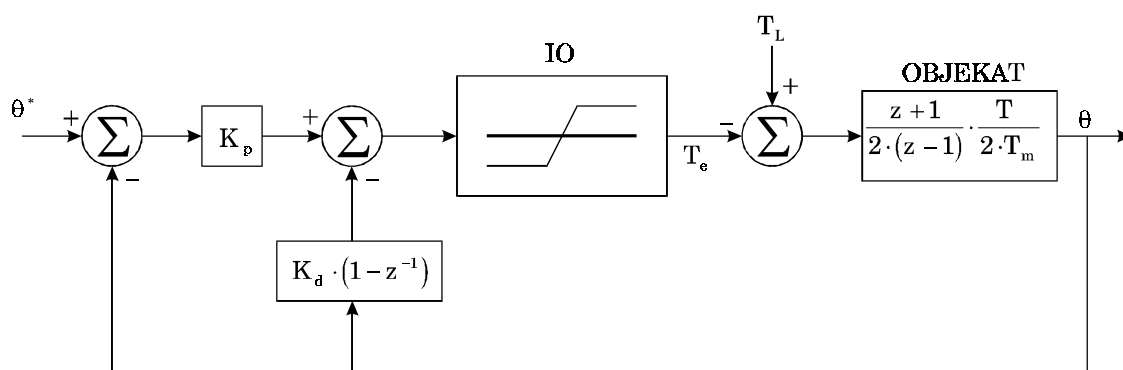 T_L
IO
OBJEKAT
θ*
+
Σ
−
K_p
+
Σ
−
T_e
−
Σ
+
(z + 1) / (2·(z − 1)) · T / (2·T_m)
θ
K_d·(1 − z^−1)